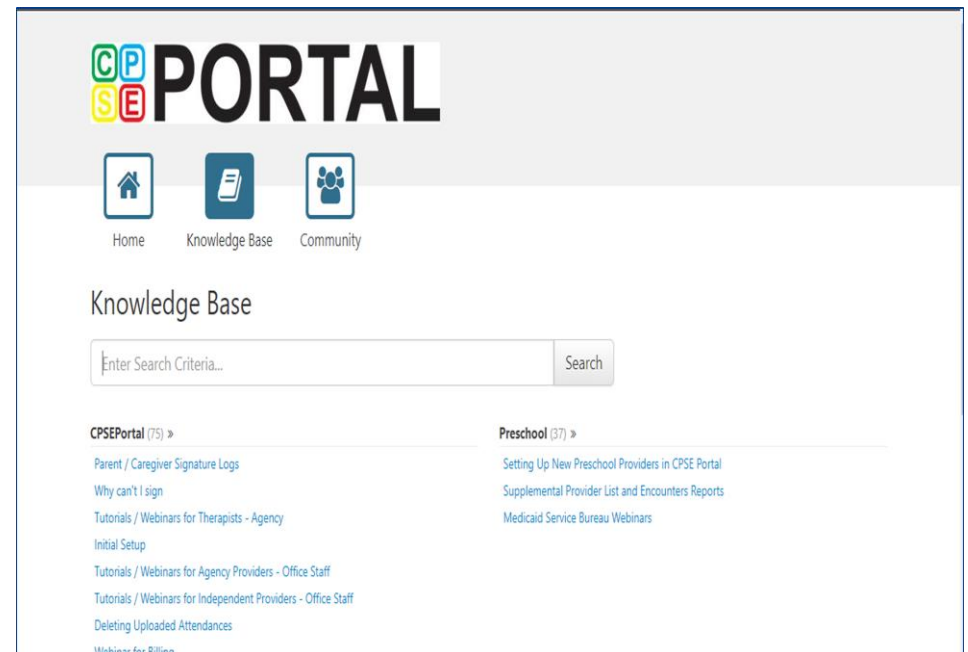 CPSE PORTAL
Home Knowledge Base Community
Knowledge Base
Enter Search Criteria...
Search
CPSEPortal (75) »
Parent / Caregiver Signature Logs
Why can't I sign
Tutorials / Webinars for Therapists - Agency
Initial Setup
Tutorials / Webinars for Agency Providers - Office Staff
Tutorials / Webinars for Independent Providers - Office Staff
Deleting Uploaded Attendances
Webinar for Billing
Preschool (37) »
Setting Up New Preschool Providers in CPSE Portal
Supplemental Provider List and Encounters Reports
Medicaid Service Bureau Webinars